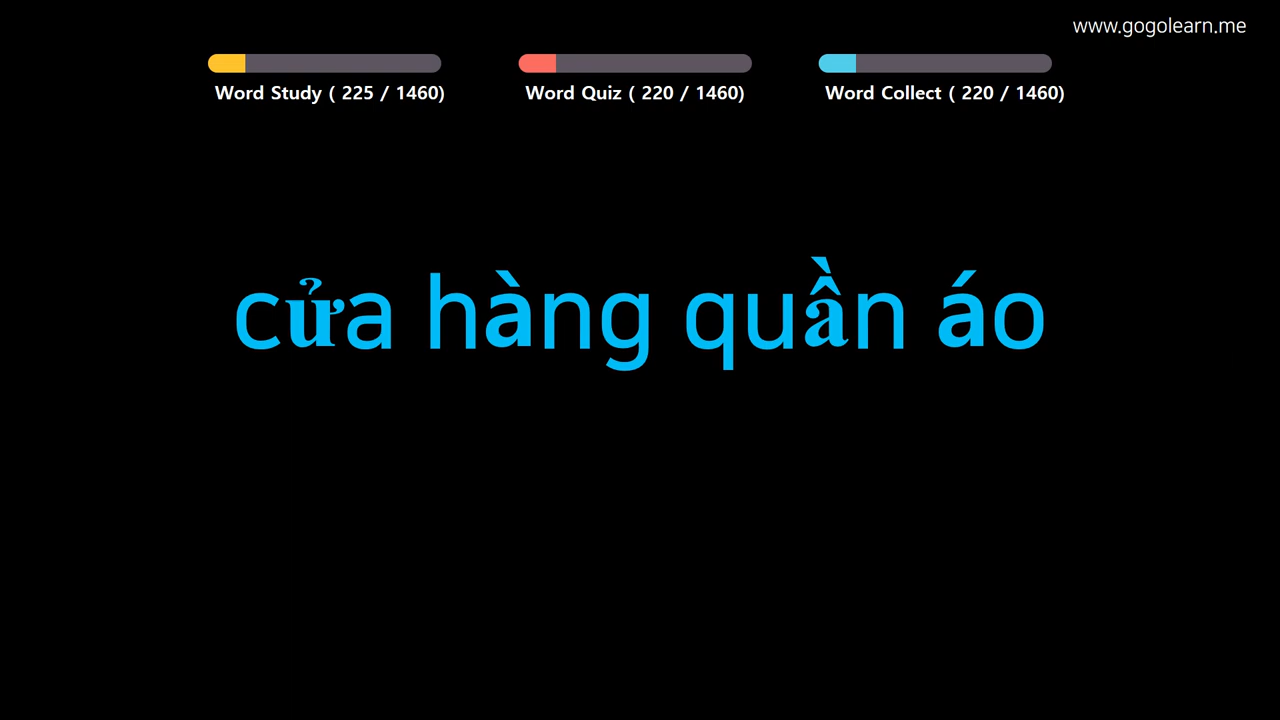 www.gogolearn.me
Word Study ( 225 / 1460)
Word Quiz ( 220 / 1460)
Word Collect ( 220 / 1460)
cửa hàng quần áo